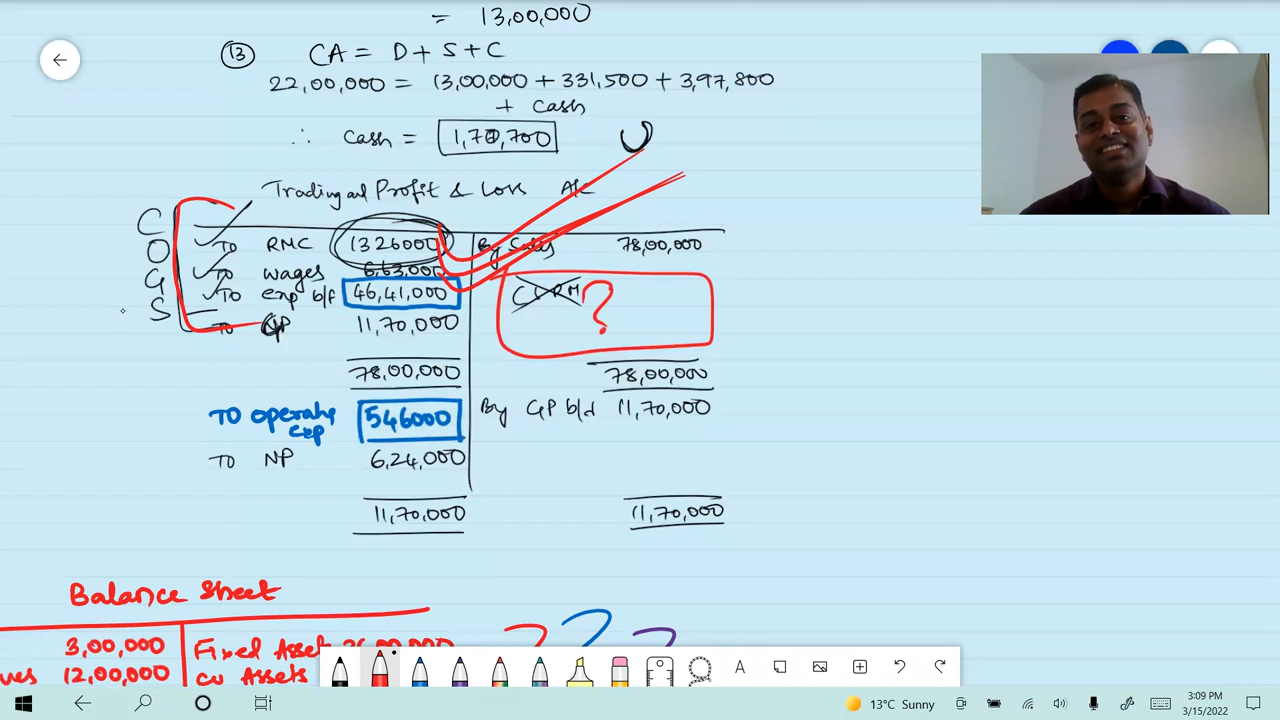 = 13,00,000
13 CA = D + S + C
22,00,000 = 13,00,000 + 331,500 + 3,97,800
+ Cash
∴ Cash = 1,70,700
Trading and Profit & Loss A/c
C
O
G
S
To RMC 1326000 By Sales 78,00,000
To wages 6,63,000
To exp b/f 46,41,000 CLRM ?
To GP 11,70,000
78,00,000 78,00,000
To operating exp 546000 By GP b/d 11,70,000
To NP 6,24,000
11,70,000 11,70,000
Balance Sheet
3,00,000 Fixed Assets
12,00,000 Cu Assets
A
13°C Sunny
3:09 PM
3/15/2022